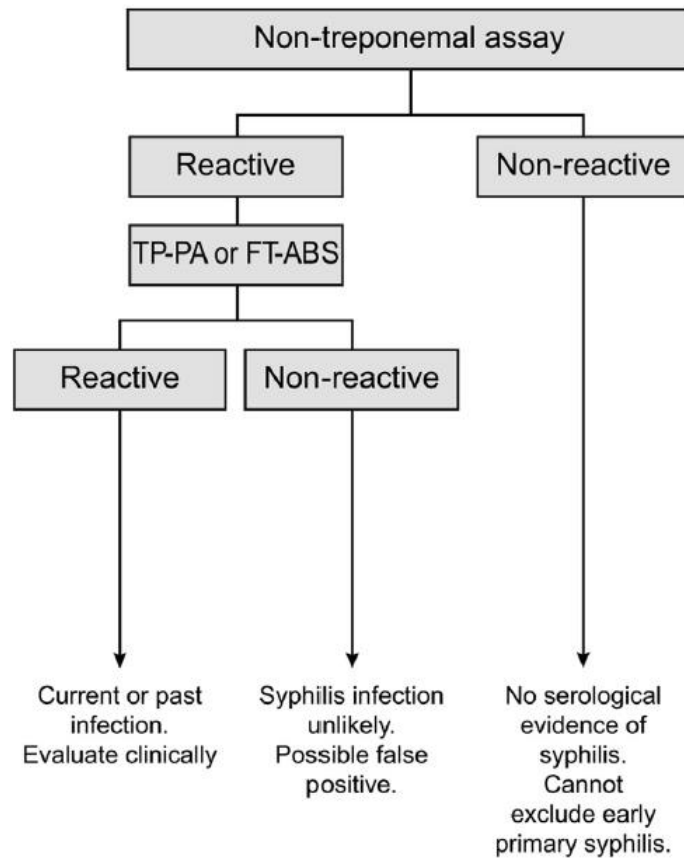 Non-treponemal assay
Reactive
Non-reactive
TP-PA or FT-ABS
Reactive
Non-reactive
Current or past
infection.
Evaluate clinically
Syphilis infection
unlikely.
Possible false
positive.
No serological
evidence of
syphilis.
Cannot
exclude early
primary syphilis.